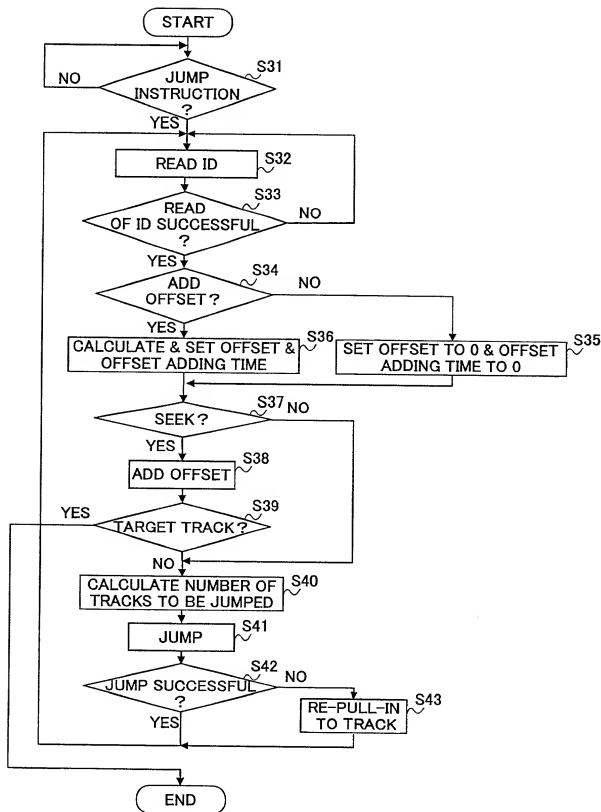 START
S31
JUMP
INSTRUCTION
?
NO
YES
READ ID
S32
S33
READ
OF ID SUCCESSFUL
?
NO
YES
S34
ADD
OFFSET?
NO
YES
S36
CALCULATE & SET OFFSET &
OFFSET ADDING TIME
S35
SET OFFSET TO 0 & OFFSET
ADDING TIME TO 0
S37
SEEK?
NO
YES
S38
ADD OFFSET
S39
YES
TARGET TRACK?
NO
S40
CALCULATE NUMBER OF
TRACKS TO BE JUMPED
S41
JUMP
S42
JUMP SUCCESSFUL
?
NO
YES
S43
RE-PULL-IN
TO TRACK
END